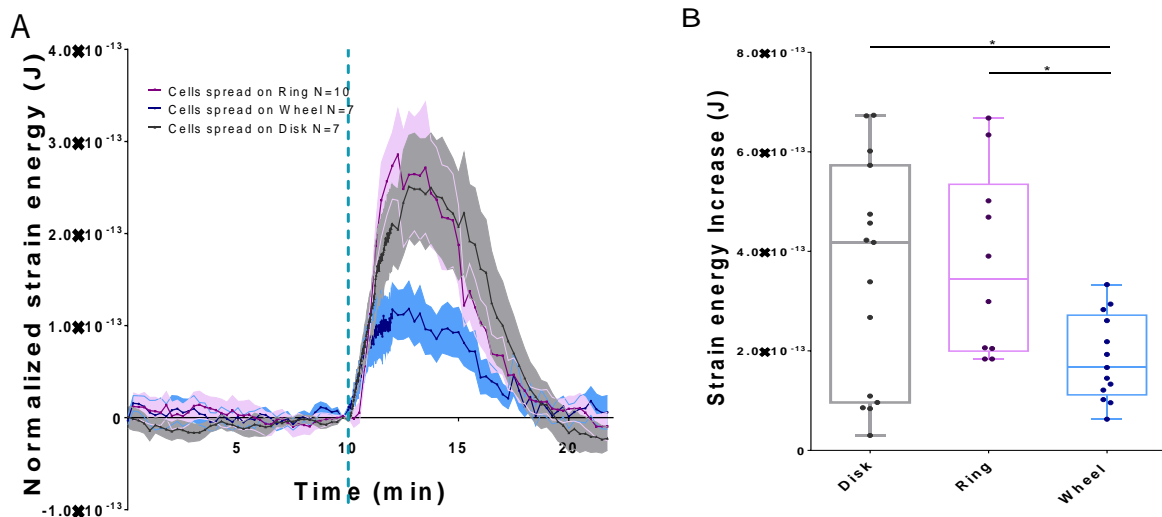 A
Normalized strain energy (J)
4.0✖10 -13
3.0✖10 -13
2.0✖10 -13
1.0✖10 -13
0
-1.0✖10 -13
Cells spread on Ring N=10
Cells spread on Wheel N=7
Cells spread on Disk N=7
5
10
15
20
Time (min)
B
Strain energy Increase (J)
8.0✖10 -13
6.0✖10 -13
4.0✖10 -13
2.0✖10 -13
0
*
*
Disk
Ring
Wheel